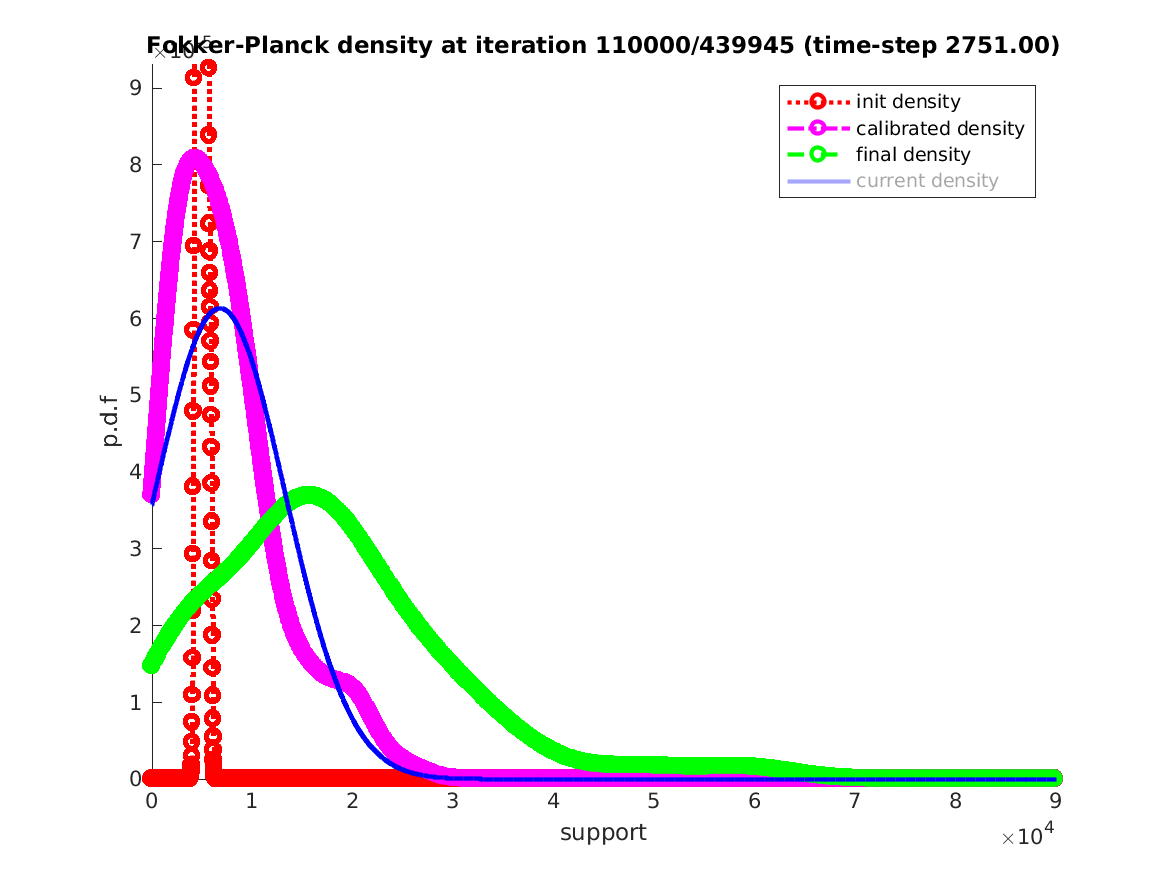 Fokker-Planck density at iteration 110000/439945 (time-step 2751.00)
×10⁻⁵
init density
calibrated density
final density
current density
9
8
7
6
5
4
3
2
1
0
p.d.f
0 1 2 3 4 5 6 7 8 9
support
×10⁴